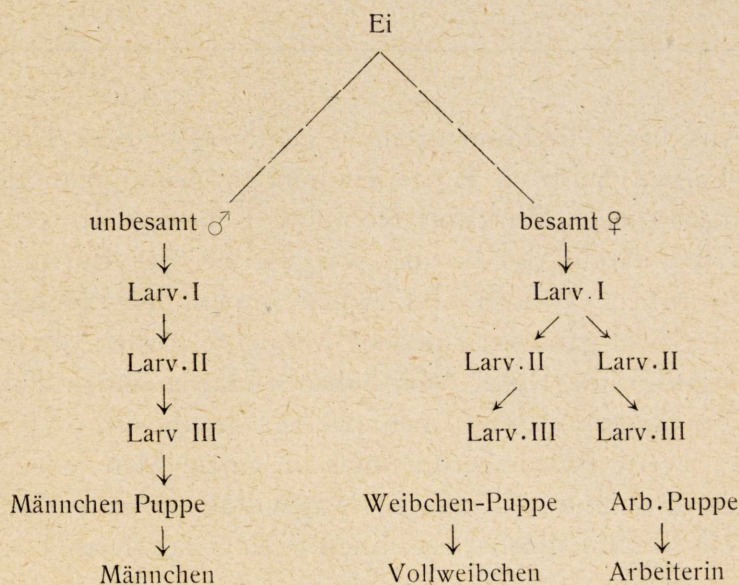 Ei
unbesamt ♂ besamt ♀
Larv. I Larv. I
Larv. II Larv. II Larv. II
Larv III Larv. III Larv. III
Männchen Puppe Weibchen-Puppe Arb. Puppe
Männchen Vollweibchen Arbeiterin